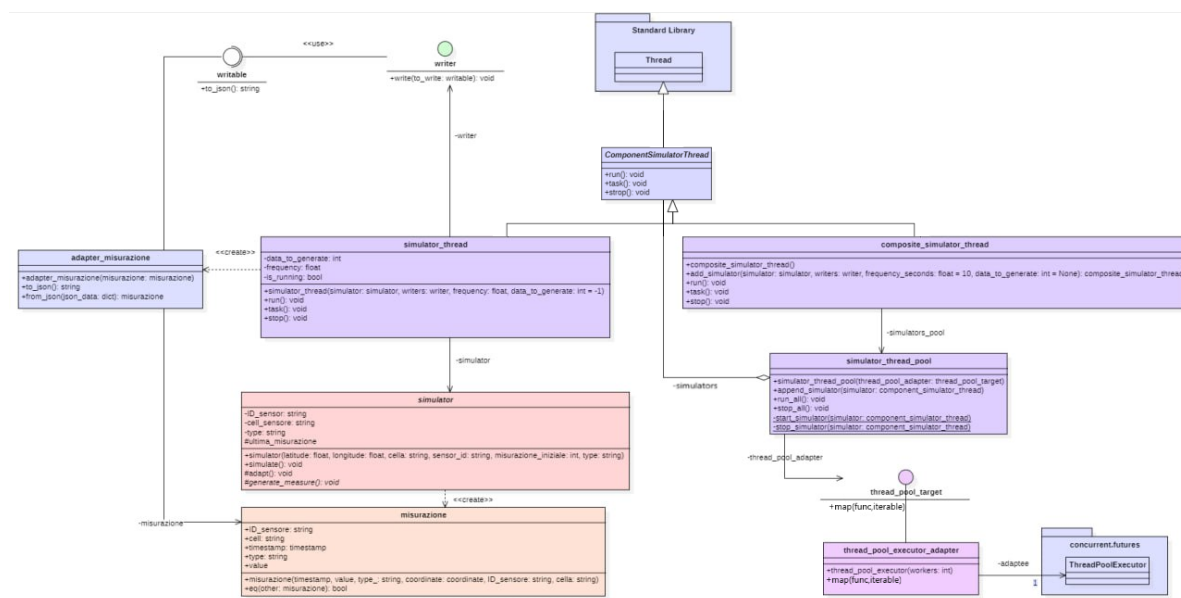 Standard Library
Thread
<<use>>
writable
+to_json(): string
writer
+write(to_write: writable): void
-writer
ComponentSimulatorThread
+run(): void
+task(): void
+strop(): void
<<create>>
adapter_misurazione
+adapter_misurazione(misurazione: misurazione)
+to_json(): string
+from_json(json_data: dict): misurazione
simulator_thread
-data_to_generate: int
-frequency: float
-is_running: bool
+simulator_thread(simulator: simulator, writers: writer, frequency: float, data_to_generate: int = -1)
+run(): void
+task(): void
+stop(): void
composite_simulator_thread
+composite_simulator_thread()
+add_simulator(simulator: simulator, writers: writer, frequency_seconds: float = 10, data_to_generate: int = None): composite_simulator_thread
+run(): void
+task(): void
+stop(): void
-simulators_pool
-simulator
-simulators
simulator_thread_pool
+simulator_thread_pool(thread_pool_adapter: thread_pool_target)
+append_simulator(simulator: component_simulator_thread)
+run_all(): void
+stop_all(): void
-start_simulator(simulator: component_simulator_thread)
-stop_simulator(simulator: component_simulator_thread)
simulator
-ID_sensor: string
-cell_sensore: string
-type: string
#ultima_misurazione
+simulator(latitude: float, longitude: float, cella: string, sensor_id: string, misurazione_iniziale: int, type: string)
+simulate(): void
#adapt(): void
#generate_measure(): void
<<create>>
-thread_pool_adapter
thread_pool_target
+map(func,iterable)
-misurazione
misurazione
+ID_sensore: string
+cell: string
+timestamp: timestamp
+type: string
+value
+misurazione(timestamp, value, type_: string, coordinate: coordinate, ID_sensore: string, cella: string)
+eq(other: misurazione): bool
thread_pool_executor_adapter
+thread_pool_executor(workers: int)
+map(func,iterable)
-adaptee
1
concurrent.futures
ThreadPoolExecutor